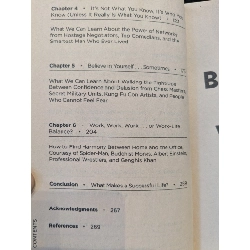 Chapter 4 • It's Not What You Know, It's Who You
Know (Unless It Really Is What You Know) •
What We Can Learn About the Power of Networks
from Hostage Negotiators, Top Comedians, and the
Smartest Man Who Ever Lived
Chapter 5 • Believe in Yourself . . . Sometimes •
What We Can Learn About Walking the Tightrope
Between Confidence and Delusion from Chess Masters,
Secret Military Units, Kung Fu Con Artists, and People
Who Cannot Feel Fear
Chapter 6 • Work, Work, Work . . . or Work-Life
Balance? • 204
How to Find Harmony Between Home and the Office,
Courtesy of Spider-Man, Buddhist Monks, Albert Einstein,
Professional Wrestlers, and Genghis Khan
Conclusion • What Makes a Successful Life? •
Acknowledgments • 267
References • 269
CONTENTS
B